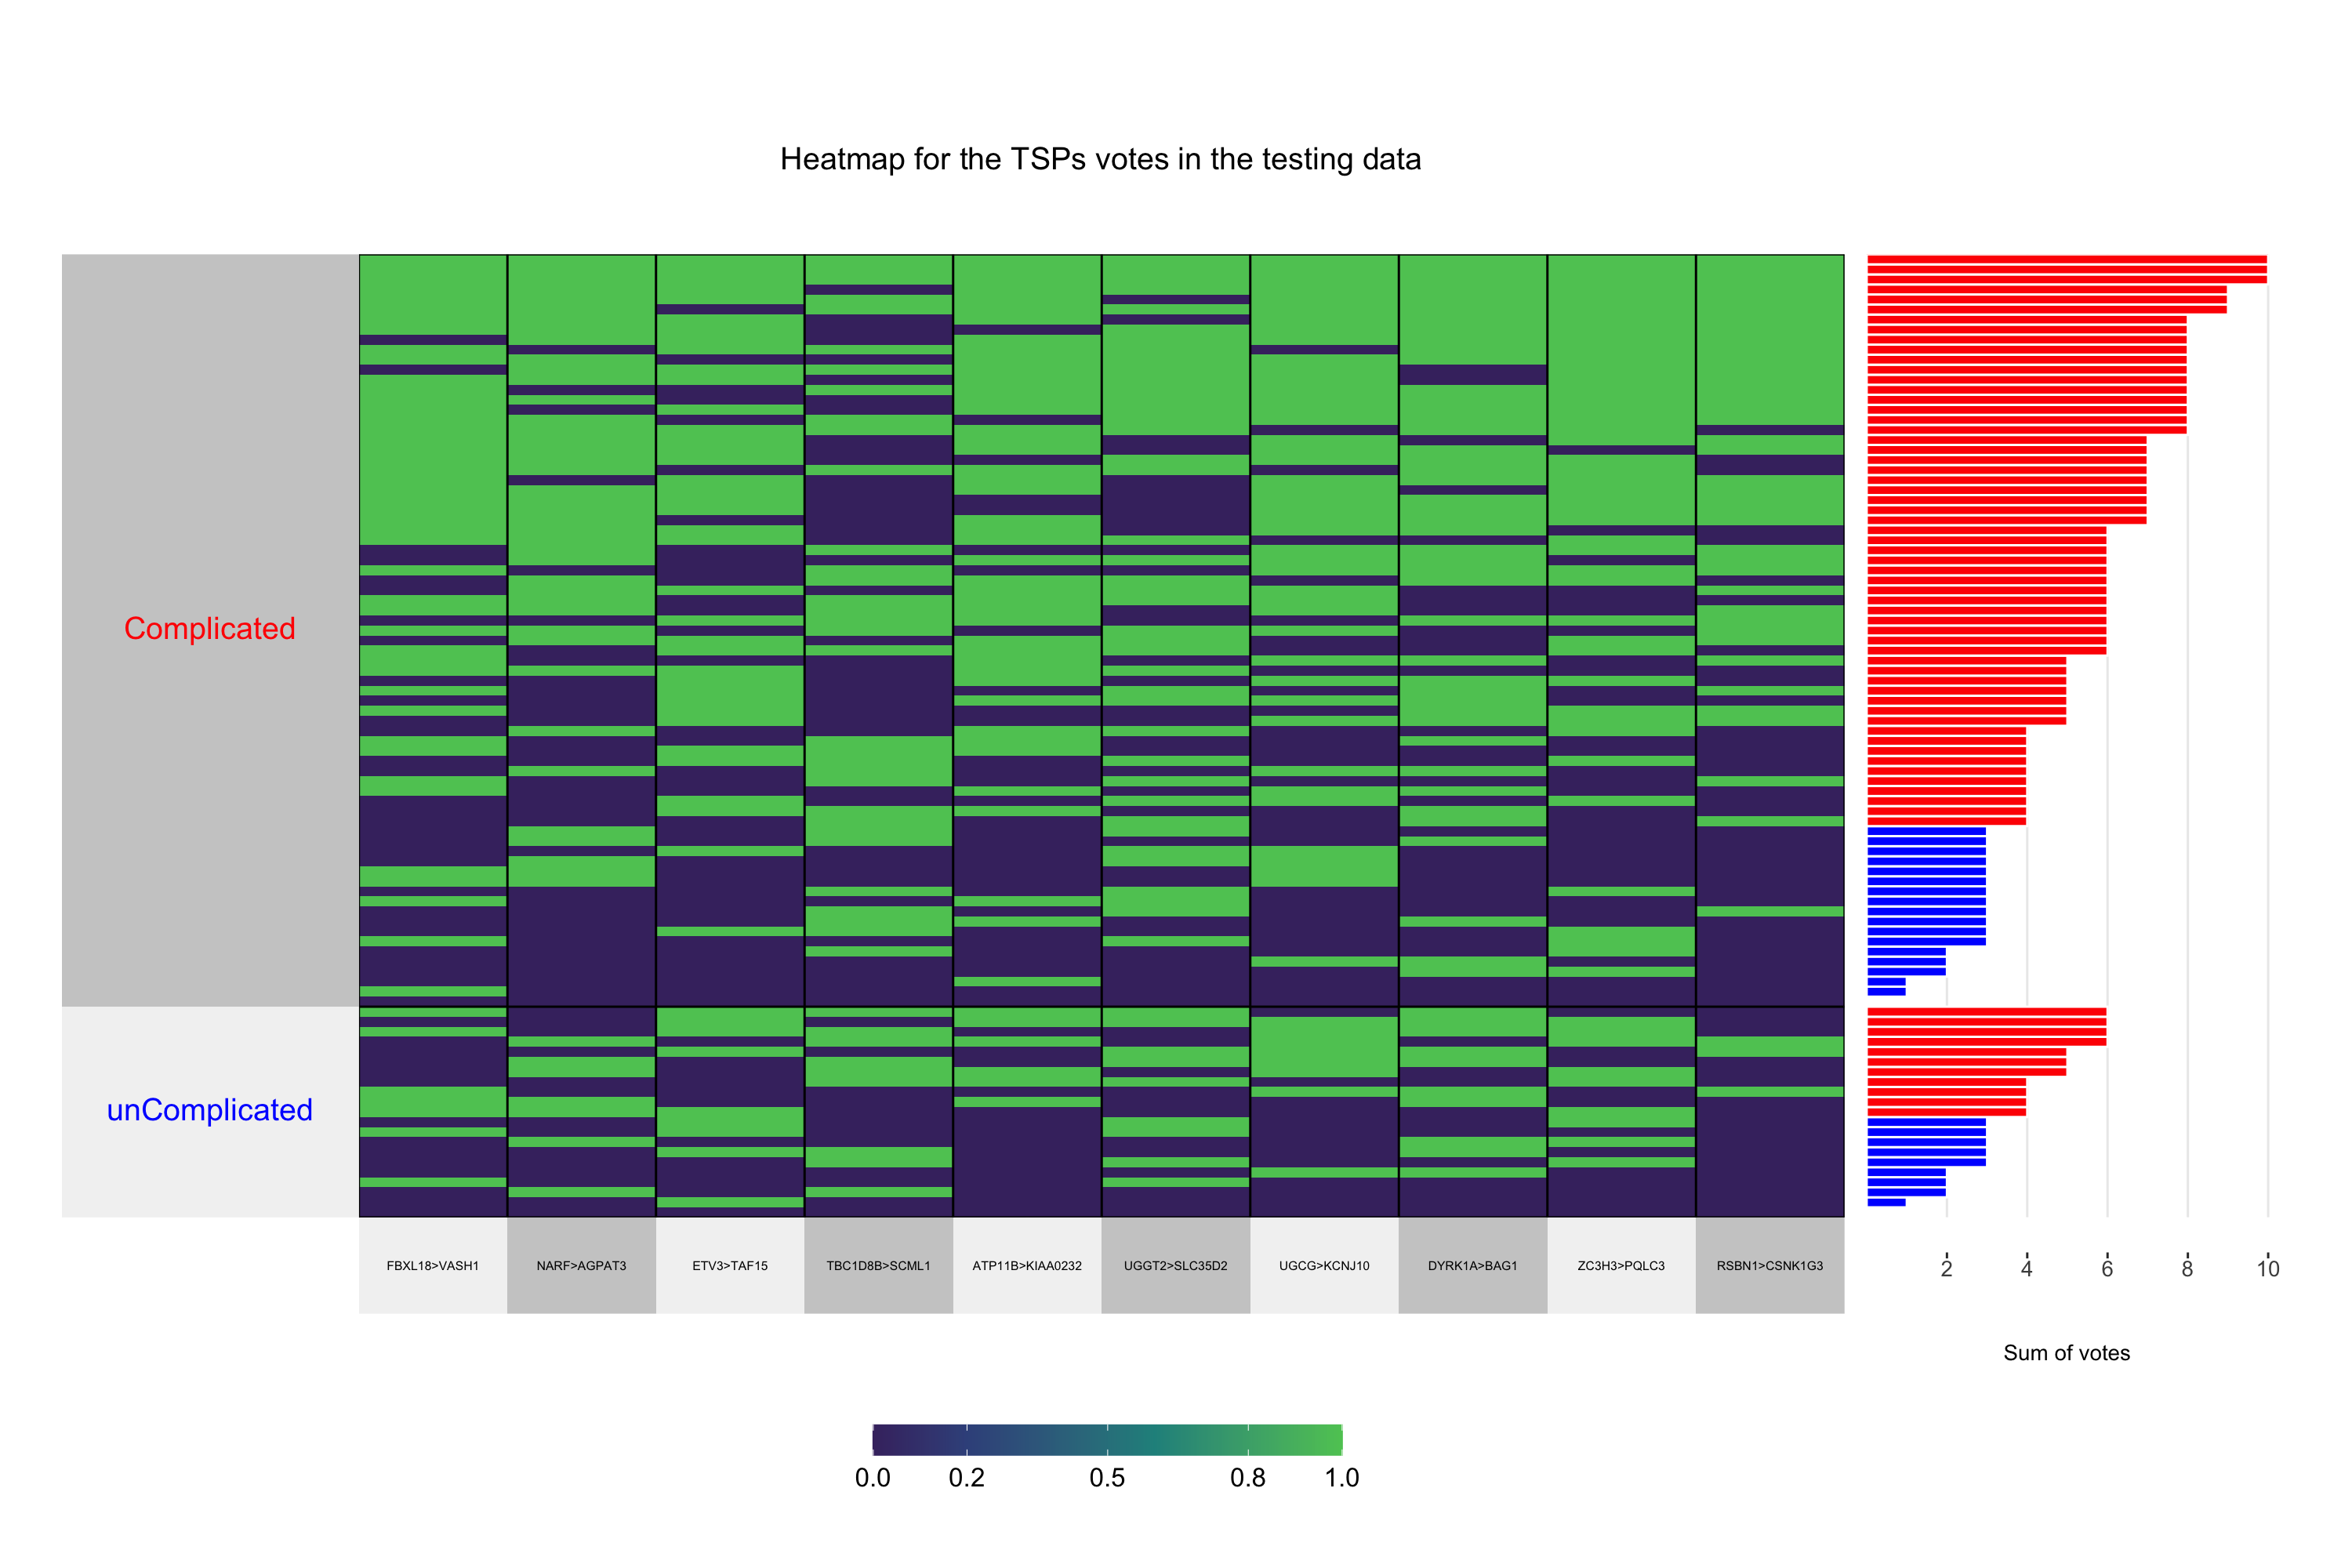 Heatmap for the TSPs votes in the testing data
Complicated
unComplicated
FBXL18>VASH1 NARF>AGPAT3 ETV3>TAF15 TBC1D8B>SCML1 ATP11B>KIAA0232 UGGT2>SLC35D2 UGCG>KCNJ10 DYRK1A>BAG1 ZC3H3>PQLC3 RSBN1>CSNK1G3
2 4 6 8 10
Sum of votes
0.0 0.2 0.5 0.8 1.0